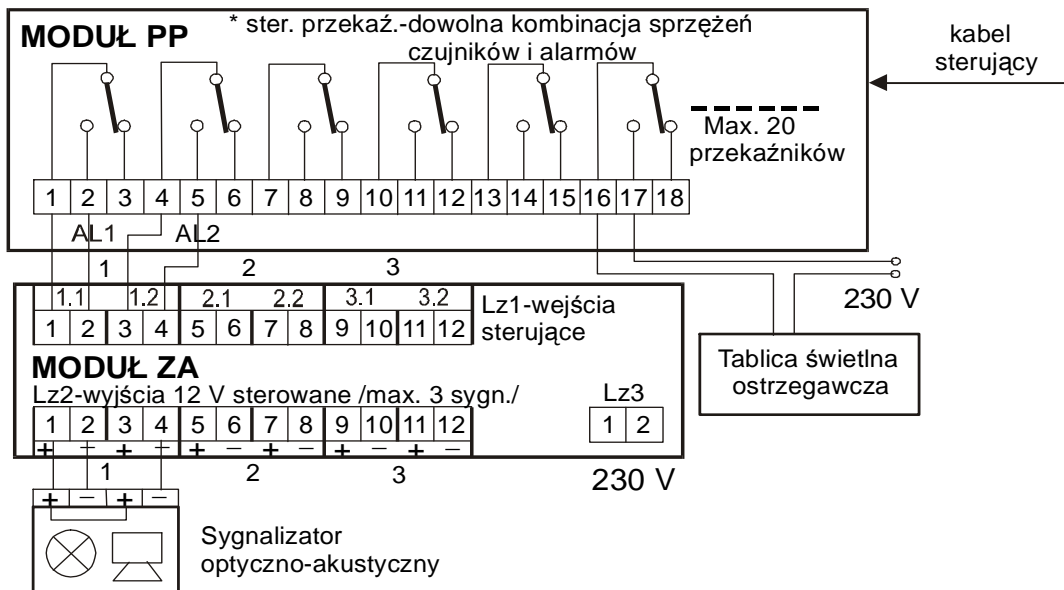 MODUŁ PP
* ster. przekaź.-dowolna kombinacja sprzężeń
czujników i alarmów
kabel
sterujący
Max. 20
przekaźników
1 2 3 4 5 6 7 8 9 10 11 12 13 14 15 16 17 18
AL1 AL2
1 2 3
230 V
1.1 1.2 2.1 2.2 3.1 3.2
1 2 3 4 5 6 7 8 9 10 11 12
Lz1-wejścia
sterujące
MODUŁ ZA
Lz2-wyjścia 12 V sterowane /max. 3 sygn./
Lz3
1 2
1 2 3 4 5 6 7 8 9 10 11 12
+ − + − + − + − + − + −
1 2 3
230 V
Tablica świetlna
ostrzegawcza
+ − + −
Sygnalizator
optyczno-akustyczny